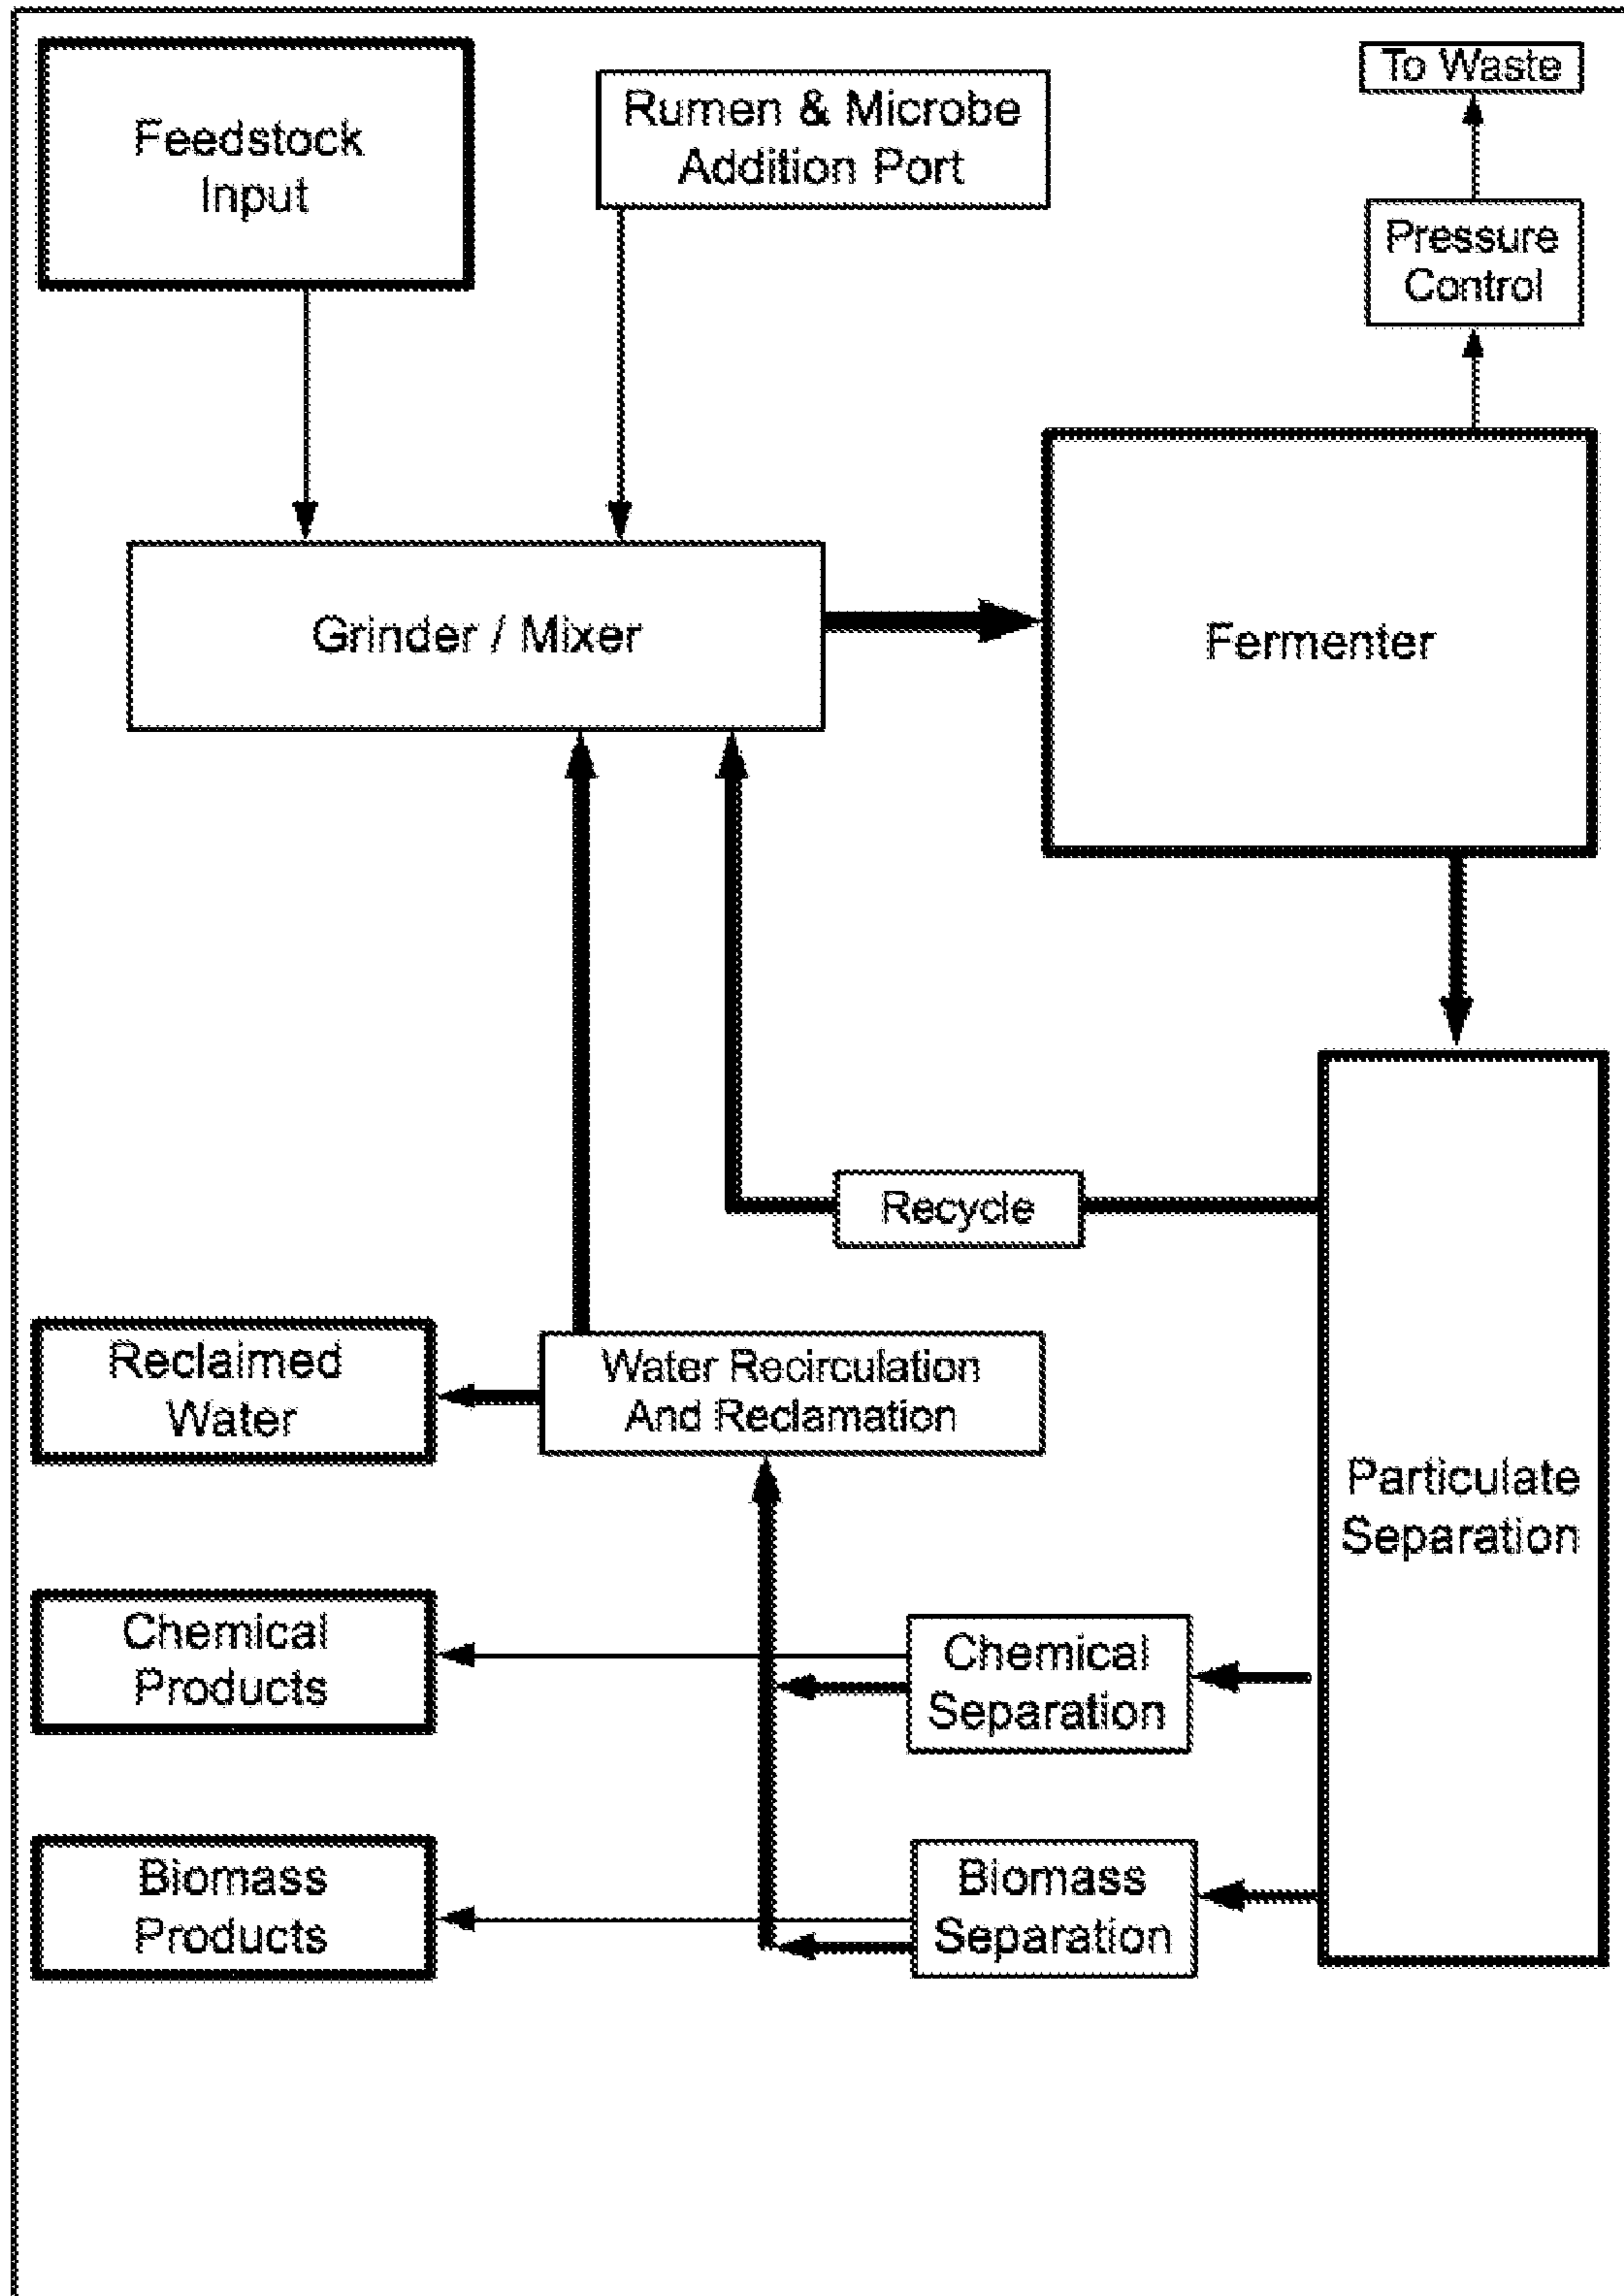 Feedstock
Input
Rumen & Microbe
Addition Port
To Waste
Pressure
Control
Grinder / Mixer
Fermenter
Recycle
Reclaimed
Water
Water Recirculation
And Reclamation
Particulate
Separation
Chemical
Products
Chemical
Separation
Biomass
Products
Biomass
Separation